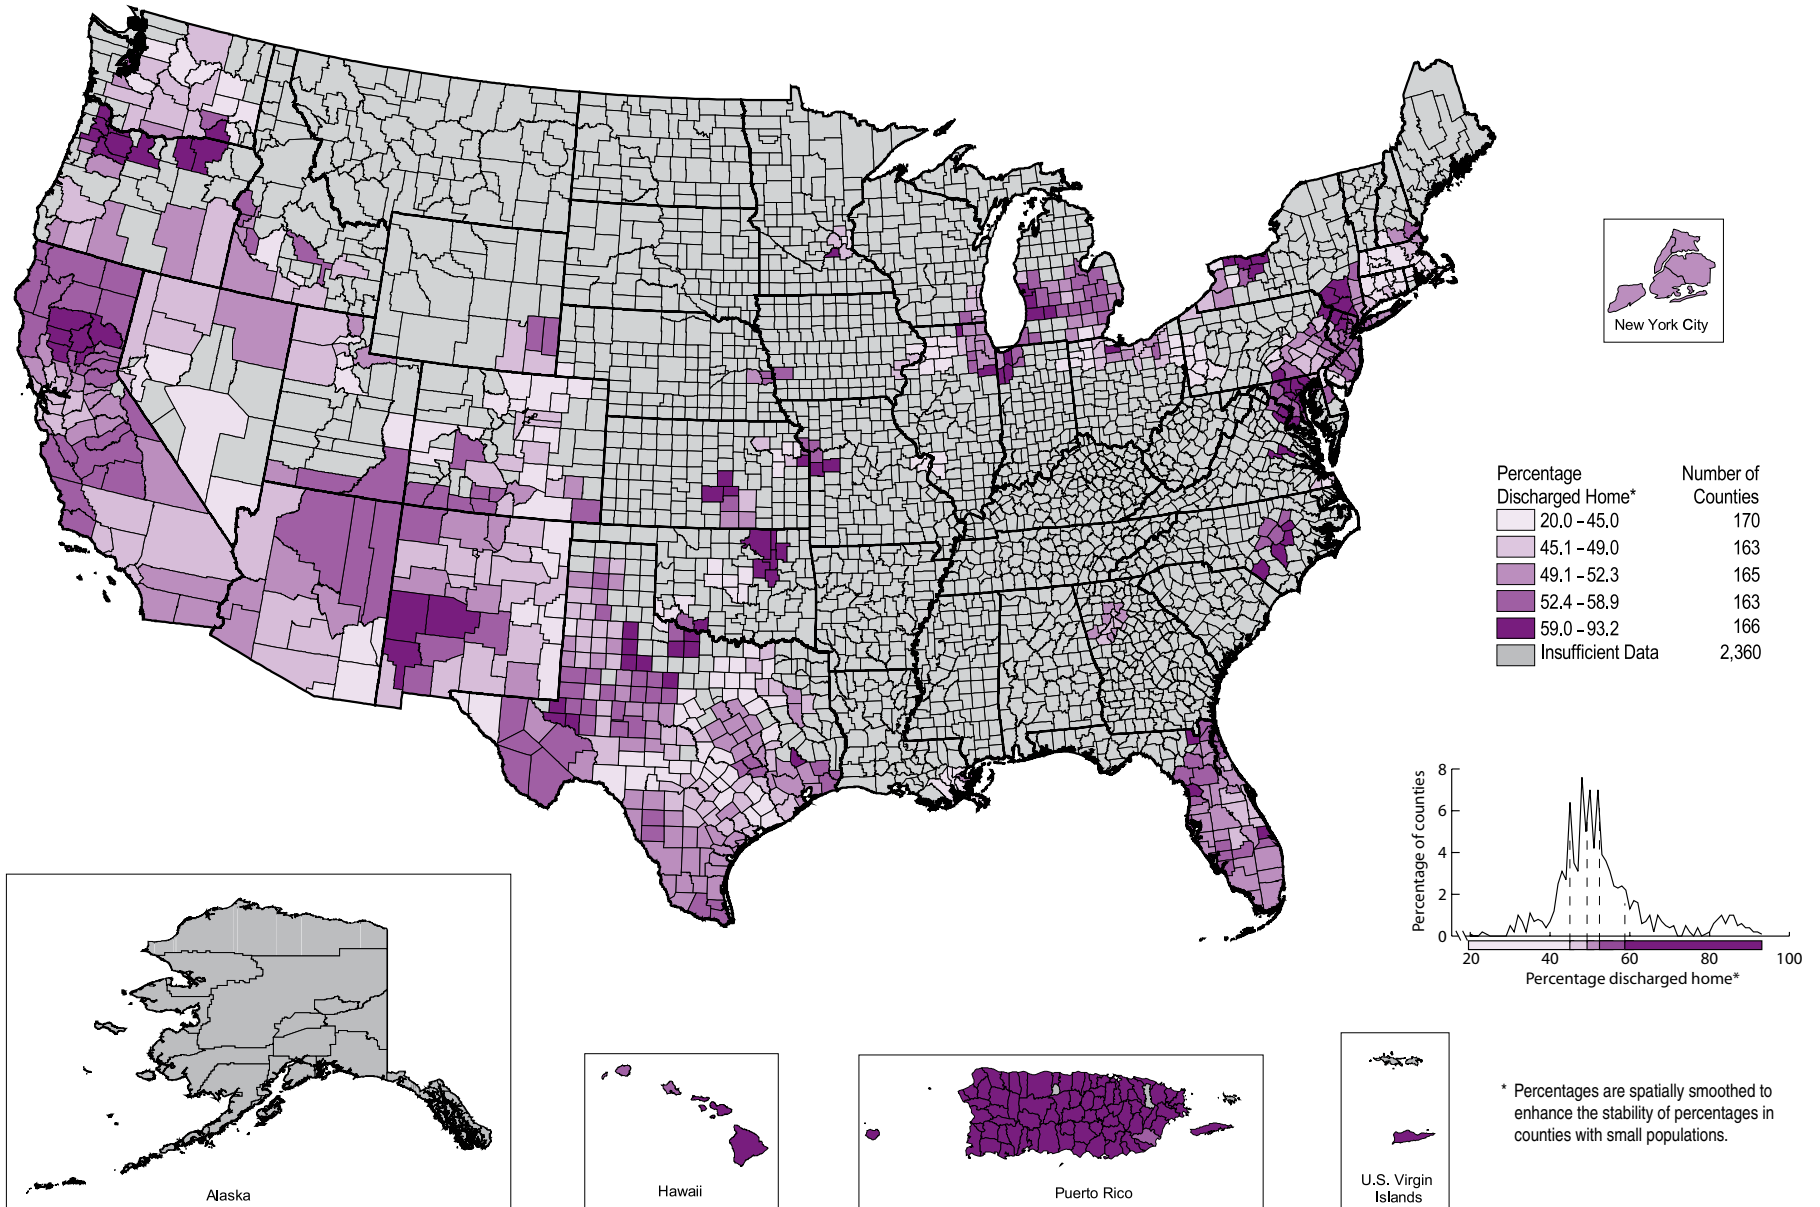 New York City
Percentage Number of
Discharged Home* Counties
20.0 – 45.0 170
45.1 – 49.0 163
49.1 – 52.3 165
52.4 – 58.9 163
59.0 – 93.2 166
Insufficient Data 2,360
Percentage of counties
8
6
4
2
0
20 40 60 80 100
Percentage discharged home*
* Percentages are spatially smoothed to
enhance the stability of percentages in
counties with small populations.
Alaska
Hawaii
Puerto Rico
U.S. Virgin
Islands